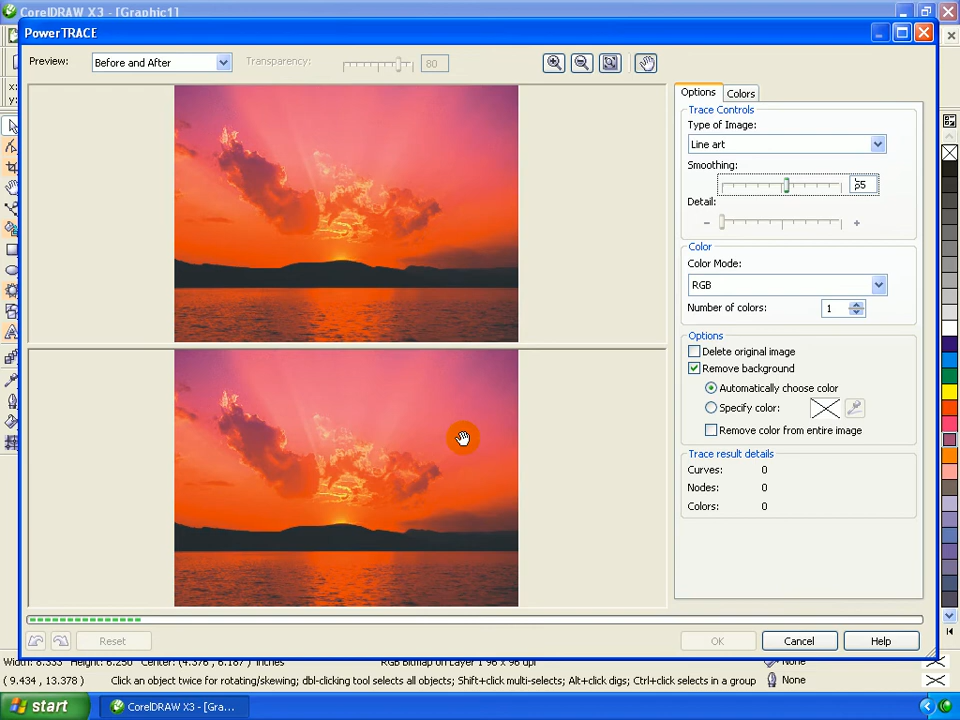 CorelDRAW X3 - [Graphic1]
PowerTRACE
Preview: Before and After Transparency: 80
Options Colors
Trace Controls
Type of Image:
Line art
Smoothing:
Detail:
- +
Color
Color Mode:
RGB
Number of colors: 1
Options
Delete original image
Remove background
Automatically choose color
Specify color:
Remove color from entire image
Trace result details
Curves: 0
Nodes: 0
Colors: 0
Reset OK Cancel Help
Width: 8.333 Height: 6.250 Center: (4.376, 6.187) inches RGB Bitmap on Layer 1 96 x 96 dpi None
(9.434, 13.378) Click an object twice for rotating/skewing; dbl-clicking tool selects all objects; Shift+click multi-selects; Alt+click digs; Ctrl+click selects in a group None
start CorelDRAW X3 - [Gra...